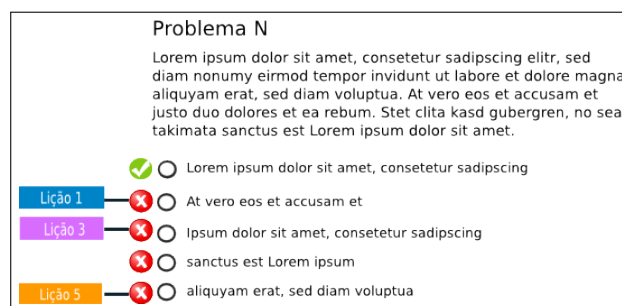 Problema N
Lorem ipsum dolor sit amet, consetetur sadipscing elitr, sed
diam nonumy eirmod tempor invidunt ut labore et dolore magna
aliquyam erat, sed diam voluptua. At vero eos et accusam et
justo duo dolores et ea rebum. Stet clita kasd gubergren, no sea
takimata sanctus est Lorem ipsum dolor sit amet.
Lorem ipsum dolor sit amet, consetetur sadipscing
Lição 1 At vero eos et accusam et
Lição 3 Ipsum dolor sit amet, consetetur sadipscing
sanctus est Lorem ipsum
Lição 5 aliquyam erat, sed diam voluptua